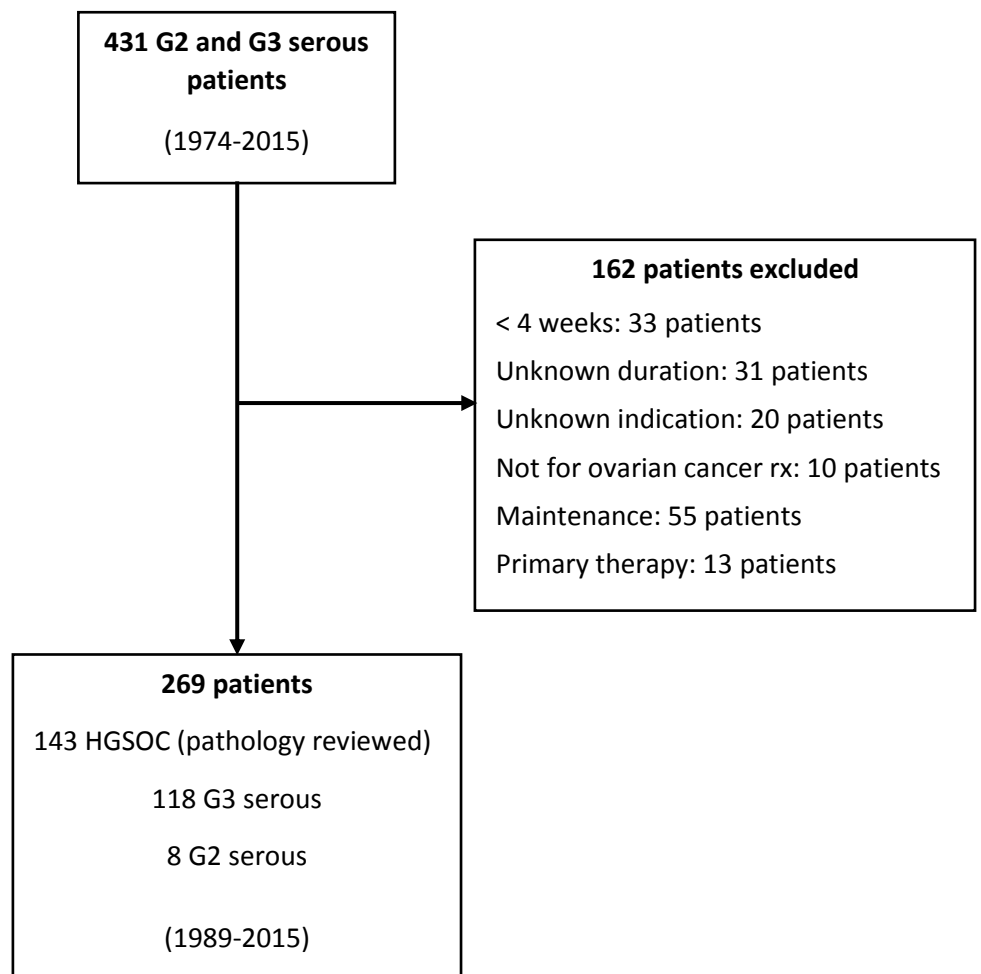 431 G2 and G3 serous
patients
(1974-2015)
162 patients excluded
< 4 weeks: 33 patients
Unknown duration: 31 patients
Unknown indication: 20 patients
Not for ovarian cancer rx: 10 patients
Maintenance: 55 patients
Primary therapy: 13 patients
269 patients
143 HGSOC (pathology reviewed)
118 G3 serous
8 G2 serous
(1989-2015)